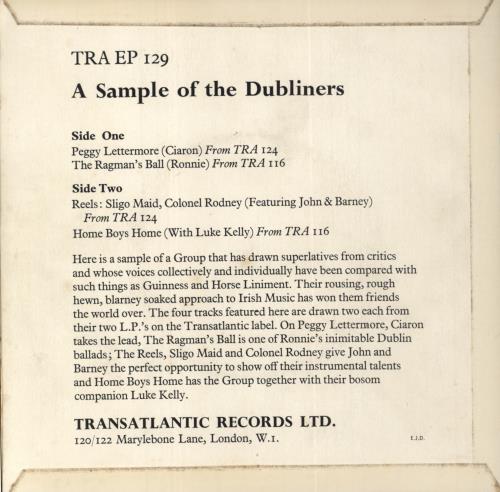 TRA EP 129
A Sample of the Dubliners
Side One
Peggy Lettermore (Ciaron) From TRA 124
The Ragman's Ball (Ronnie) From TRA 116
Side Two
Reels: Sligo Maid, Colonel Rodney (Featuring John & Barney)
From TRA 124
Home Boys Home (With Luke Kelly) From TRA 116
Here is a sample of a Group that has drawn superlatives from critics
and whose voices collectively and individually have been compared with
such things as Guinness and Horse Liniment. Their rousing, rough
hewn, blarney soaked approach to Irish Music has won them friends
the world over. The four tracks featured here are drawn two each from
their two L.P.'s on the Transatlantic label. On Peggy Lettermore, Ciaron
takes the lead, The Ragman's Ball is one of Ronnie's inimitable Dublin
ballads; The Reels, Sligo Maid and Colonel Rodney give John and
Barney the perfect opportunity to show off their instrumental talents
and Home Boys Home has the Group together with their bosom
companion Luke Kelly.
TRANSATLANTIC RECORDS LTD.
120/122 Marylebone Lane, London, W.1.
E.J.D.